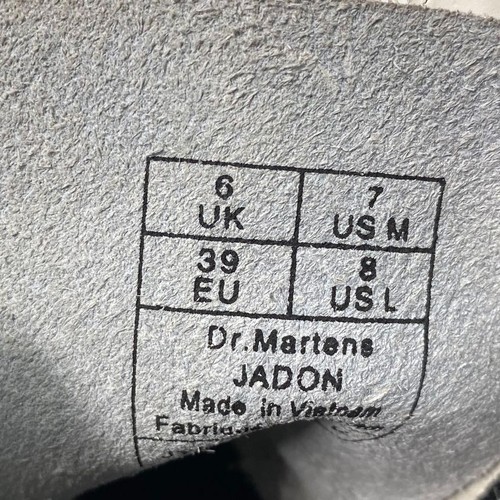 6 7
UK US M
39 8
EU US L
Dr.Martens
JADON
Made in Vietnam